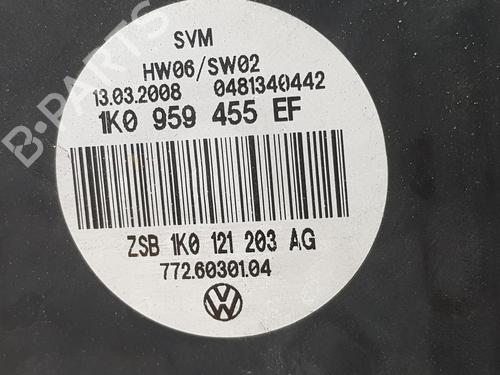 B-PARTS
SVM
HW06/SW02
13.03.2008 0481340442
1K0 959 455 EF
ZSB 1K0 121 203 AG
772.60301.04